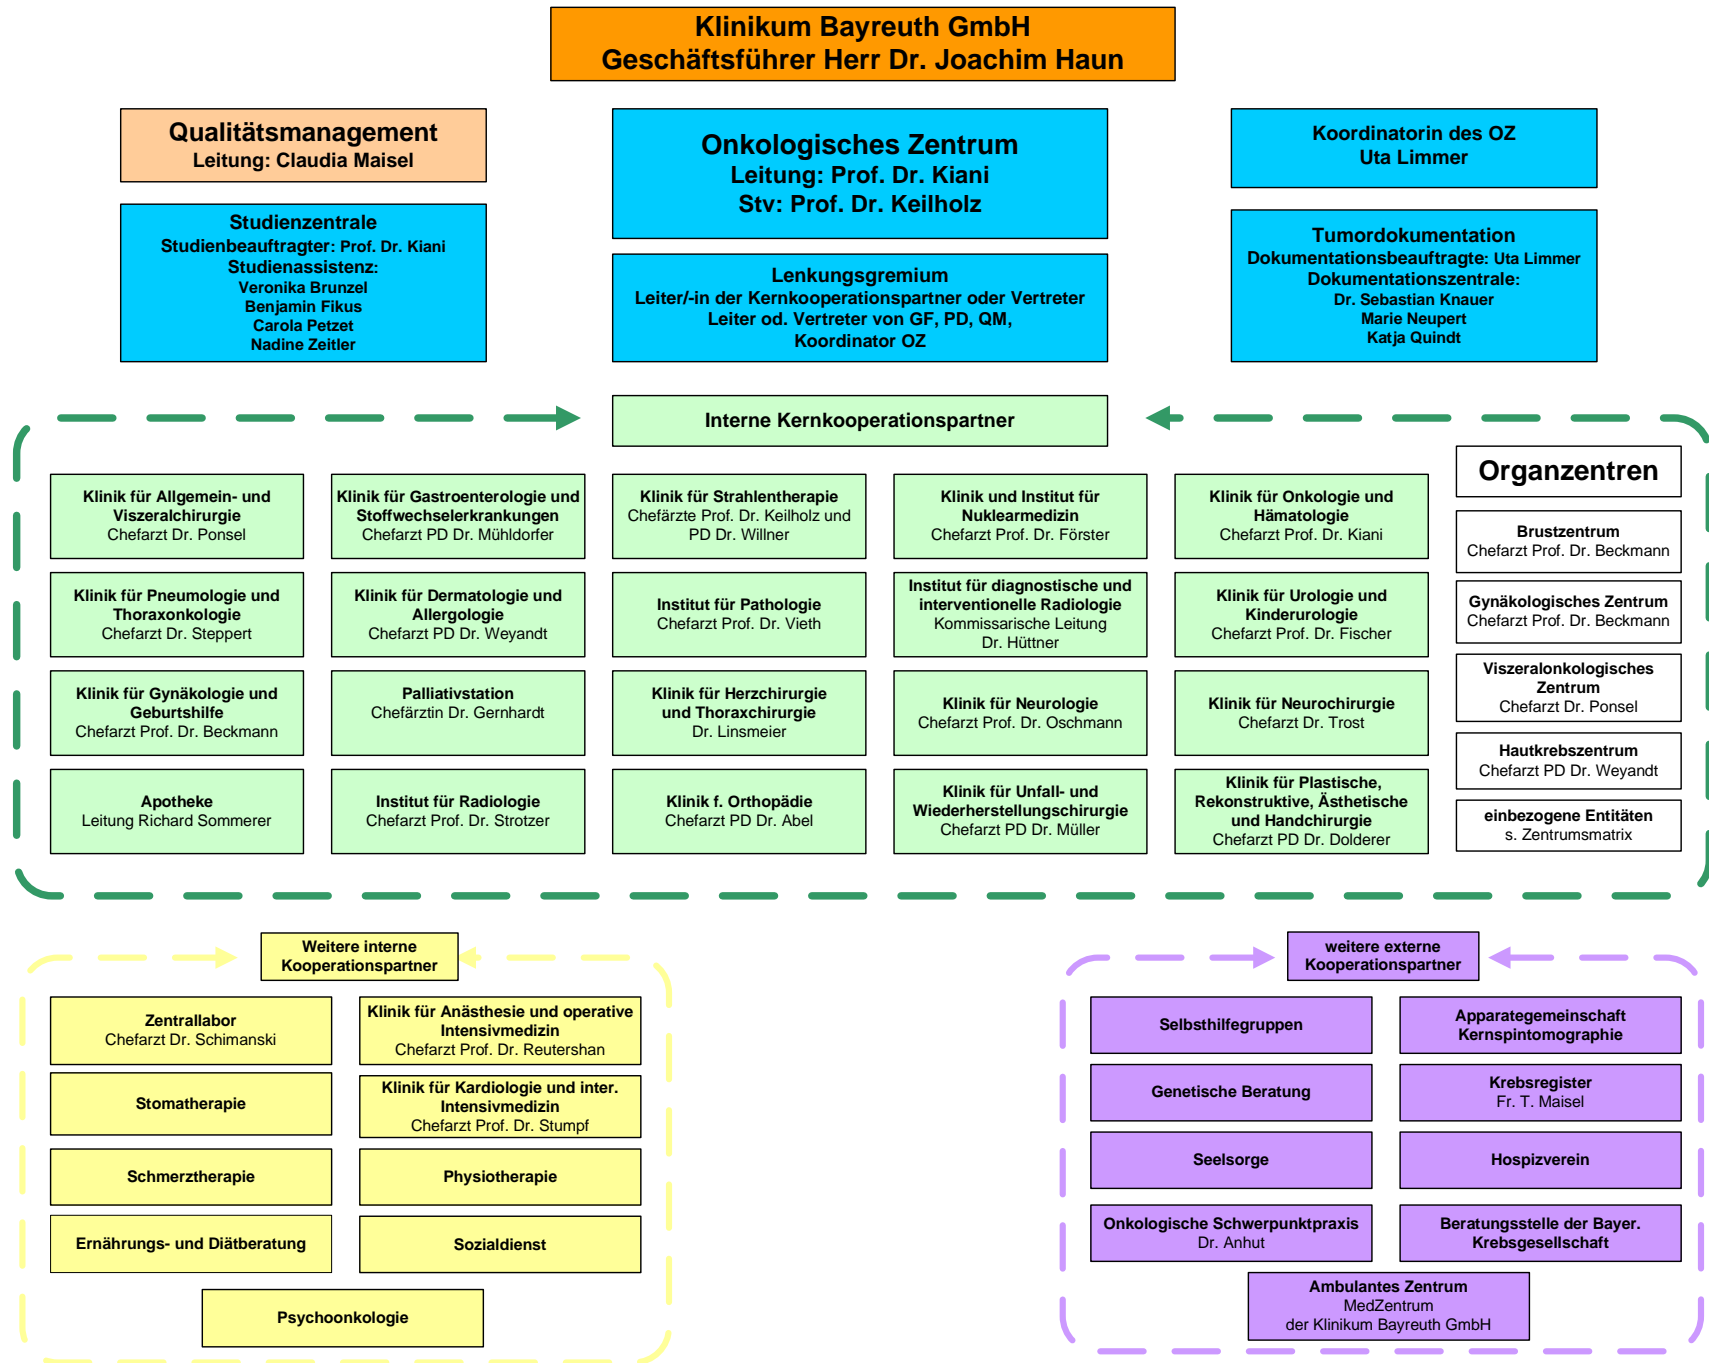 Klinikum Bayreuth GmbH
Geschäftsführer Herr Dr. Joachim Haun
Qualitätsmanagement
Leitung: Claudia Maisel
Onkologisches Zentrum
Leitung: Prof. Dr. Kiani
Stv: Prof. Dr. Keilholz
Koordinatorin des OZ
Uta Limmer
Studienzentrale
Studienbeauftragter: Prof. Dr. Kiani
Studienassistenz:
Veronika Brunzel
Benjamin Fikus
Carola Petzet
Nadine Zeitler
Lenkungsgremium
Leiter/-in der Kernkooperationspartner oder Vertreter
Leiter od. Vertreter von GF, PD, QM,
Koordinator OZ
Tumordokumentation
Dokumentationsbeauftragte: Uta Limmer
Dokumentationszentrale:
Dr. Sebastian Knauer
Marie Neupert
Katja Quindt
Interne Kernkooperationspartner
Klinik für Allgemein- und
Viszeralchirurgie
Chefarzt Dr. Ponsel
Klinik für Gastroenterologie und
Stoffwechselerkrankungen
Chefarzt PD Dr. Mühldorfer
Klinik für Strahlentherapie
Chefärzte Prof. Dr. Keilholz und
PD Dr. Willner
Klinik und Institut für
Nuklearmedizin
Chefarzt Prof. Dr. Förster
Klinik für Onkologie und
Hämatologie
Chefarzt Prof. Dr. Kiani
Klinik für Pneumologie und
Thoraxonkologie
Chefarzt Dr. Steppert
Klinik für Dermatologie und
Allergologie
Chefarzt PD Dr. Weyandt
Institut für Pathologie
Chefarzt Prof. Dr. Vieth
Institut für diagnostische und
interventionelle Radiologie
Kommissarische Leitung
Dr. Hüttner
Klinik für Urologie und
Kinderurologie
Chefarzt Prof. Dr. Fischer
Klinik für Gynäkologie und
Geburtshilfe
Chefarzt Prof. Dr. Beckmann
Palliativstation
Chefärztin Dr. Gernhardt
Klinik für Herzchirurgie
und Thoraxchirurgie
Dr. Linsmeier
Klinik für Neurologie
Chefarzt Prof. Dr. Oschmann
Klinik für Neurochirurgie
Chefarzt Dr. Trost
Apotheke
Leitung Richard Sommerer
Institut für Radiologie
Chefarzt Prof. Dr. Strotzer
Klinik f. Orthopädie
Chefarzt PD Dr. Abel
Klinik für Unfall- und
Wiederherstellungschirurgie
Chefarzt PD Dr. Müller
Klinik für Plastische,
Rekonstruktive, Ästhetische
und Handchirurgie
Chefarzt PD Dr. Dolderer
Organzentren
Brustzentrum
Chefarzt Prof. Dr. Beckmann
Gynäkologisches Zentrum
Chefarzt Prof. Dr. Beckmann
Viszeralonkologisches
Zentrum
Chefarzt Dr. Ponsel
Hautkrebszentrum
Chefarzt PD Dr. Weyandt
einbezogene Entitäten
s. Zentrumsmatrix
Weitere interne
Kooperationspartner
Zentrallabor
Chefarzt Dr. Schimanski
Klinik für Anästhesie und operative
Intensivmedizin
Chefarzt Prof. Dr. Reutershan
Stomatherapie
Klinik für Kardiologie und inter.
Intensivmedizin
Chefarzt Prof. Dr. Stumpf
Schmerztherapie
Physiotherapie
Ernährungs- und Diätberatung
Sozialdienst
Psychoonkologie
weitere externe
Kooperationspartner
Selbsthilfegruppen
Apparategemeinschaft
Kernspintomographie
Genetische Beratung
Krebsregister
Fr. T. Maisel
Seelsorge
Hospizverein
Onkologische Schwerpunktpraxis
Dr. Anhut
Beratungsstelle der Bayer.
Krebsgesellschaft
Ambulantes Zentrum
MedZentrum
der Klinikum Bayreuth GmbH